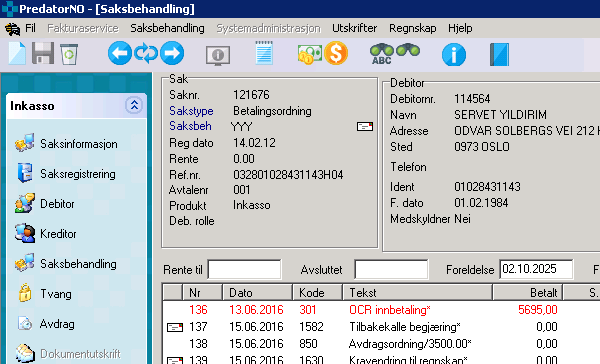 PredatorNO - [Saksbehandling]
Fil Fakturaservice Saksbehandling Systemadministrasjon Utskrifter Regnskap Hjelp
ABC
Inkasso
Saksinformasjon
Saksregistrering
Debitor
Kreditor
Saksbehandling
Tvang
Avdrag
Dokumentutskrift
Sak
Saksnr. 121676
Sakstype Betalingsordning
Saksbeh YYY
Reg dato 14.02.12
Rente 0.00
Ref.nr. 032801028431143H04
Avtalenr 001
Produkt Inkasso
Deb. rolle
Debitor
Debitornr. 114564
Navn SERVET YILDIRIM
Adresse ODVAR SOLBERGS VEI 212 H
Sted 0973 OSLO
Telefon
Ident 01028431143
F. dato 01.02.1984
Medskyldner Nei
Rente til Avsluttet Foreldelse 02.10.2025 F
Nr Dato Kode Tekst Betalt S.
136 13.06.2016 301 OCR innbetaling* 5695,00
137 15.06.2016 1582 Tilbakekalle begjæring* 0,00
138 15.06.2016 850 Avdragsordning/3500.00* 0,00
139 15.06.2016 1630 Kravendring til regnskap* 0,00